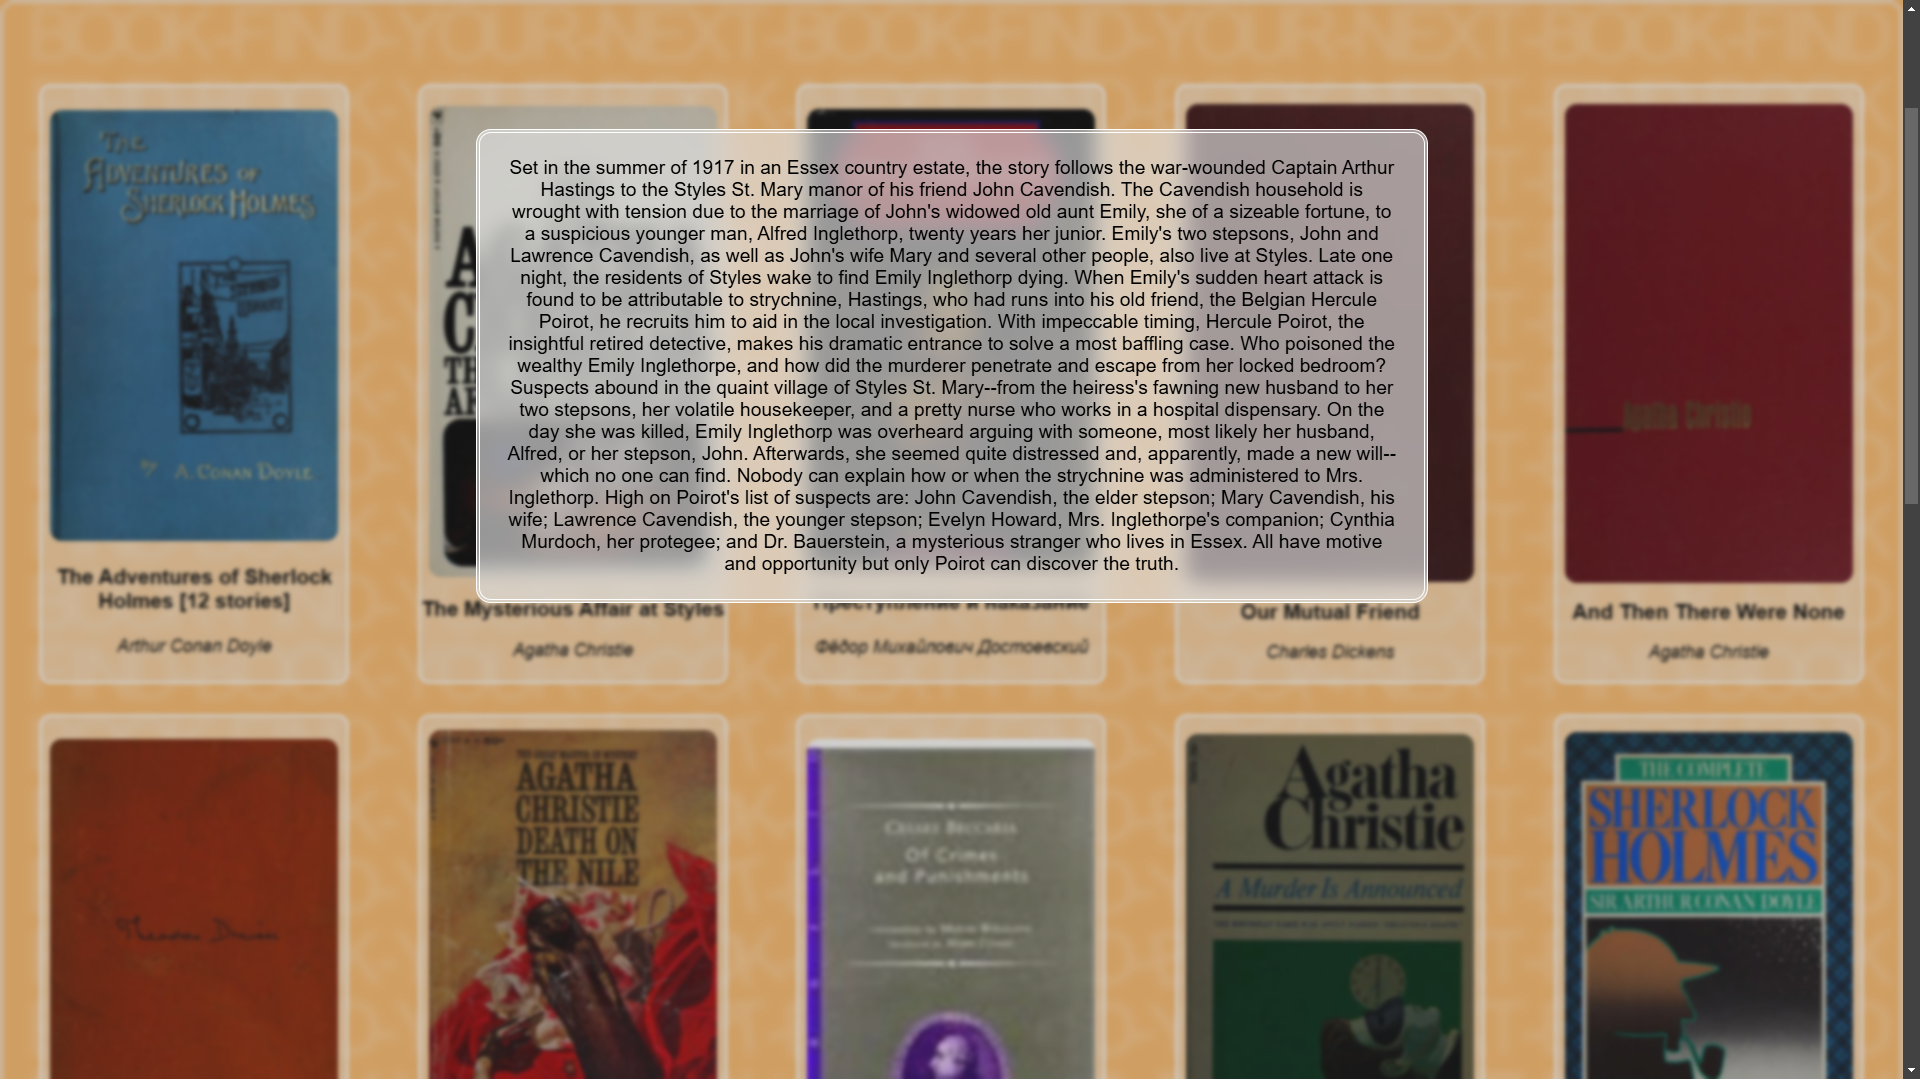 BOOK-FIND-YOUR-NEXT-BOOK-FIND-YOUR-NEXT-BOOK-FIND
Set in the summer of 1917 in an Essex country estate, the story follows the war-wounded Captain Arthur
Hastings to the Styles St. Mary manor of his friend John Cavendish. The Cavendish household is
wrought with tension due to the marriage of John's widowed old aunt Emily, she of a sizeable fortune, to
a suspicious younger man, Alfred Inglethorp, twenty years her junior. Emily's two stepsons, John and
Lawrence Cavendish, as well as John's wife Mary and several other people, also live at Styles. Late one
night, the residents of Styles wake to find Emily Inglethorp dying. When Emily's sudden heart attack is
found to be attributable to strychnine, Hastings, who had runs into his old friend, the Belgian Hercule
Poirot, he recruits him to aid in the local investigation. With impeccable timing, Hercule Poirot, the
insightful retired detective, makes his dramatic entrance to solve a most baffling case. Who poisoned the
wealthy Emily Inglethorpe, and how did the murderer penetrate and escape from her locked bedroom?
Suspects abound in the quaint village of Styles St. Mary--from the heiress's fawning new husband to her
two stepsons, her volatile housekeeper, and a pretty nurse who works in a hospital dispensary. On the
day she was killed, Emily Inglethorp was overheard arguing with someone, most likely her husband,
Alfred, or her stepson, John. Afterwards, she seemed quite distressed and, apparently, made a new will--
which no one can find. Nobody can explain how or when the strychnine was administered to Mrs.
Inglethorp. High on Poirot's list of suspects are: John Cavendish, the elder stepson; Mary Cavendish, his
wife; Lawrence Cavendish, the younger stepson; Evelyn Howard, Mrs. Inglethorpe's companion; Cynthia
Murdoch, her protegee; and Dr. Bauerstein, a mysterious stranger who lives in Essex. All have motive
and opportunity but only Poirot can discover the truth.
THE
ADVENTURES OF
SHERLOCK HOLMES
BY A. CONAN DOYLE
The Adventures of Sherlock
Holmes [12 stories]
Arthur Conan Doyle
The Mysterious Affair at Styles
Agatha Christie
Преступление и наказание
Фёдор Михайлович Достоевский
Our Mutual Friend
Charles Dickens
Agatha Christie
And Then There Were None
Agatha Christie
AGATHA
CHRISTIE
DEATH ON
THE NILE
CESARE BECCARIA
Of Crimes
and Punishments
Agatha
Christie
A Murder Is Announced
THE COMPLETE
SHERLOCK
HOLMES
SIR ARTHUR CONAN DOYLE